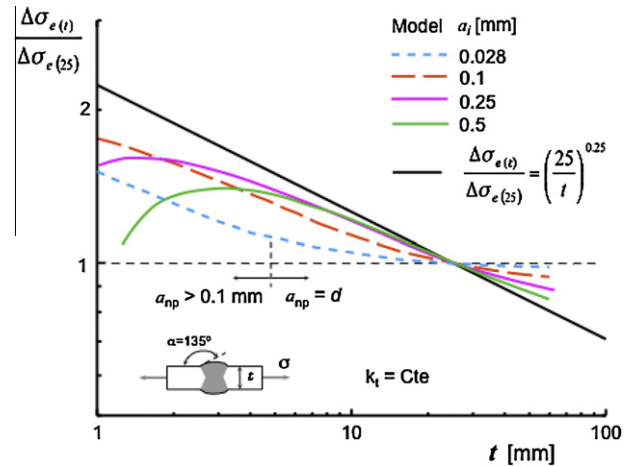 Δσe(t)
Δσe(25)
Model ai [mm]
0.028
0.1
0.25
0.5
Δσe(t) / Δσe(25) = (25 / t)^0.25
2
1
anp > 0.1 mm anp = d
α=135º
t
σ
kt = Cte
1 10 100
t [mm]